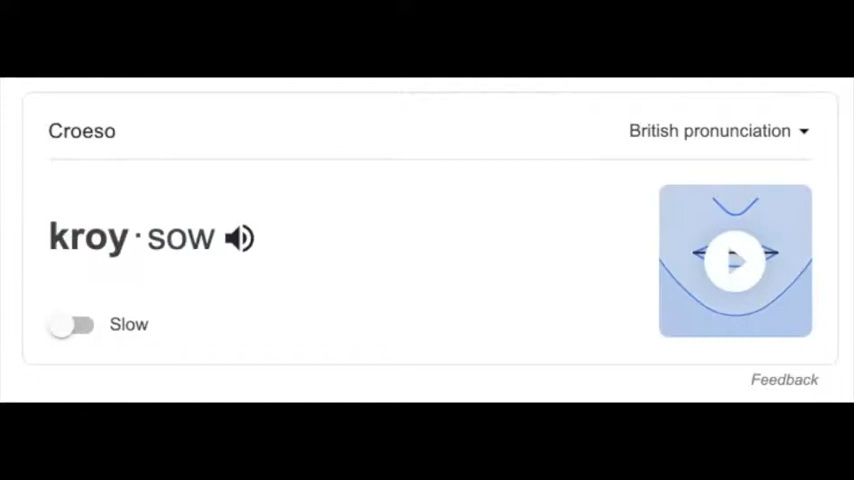 Croeso
British pronunciation
kroy·sow
Slow
Feedback